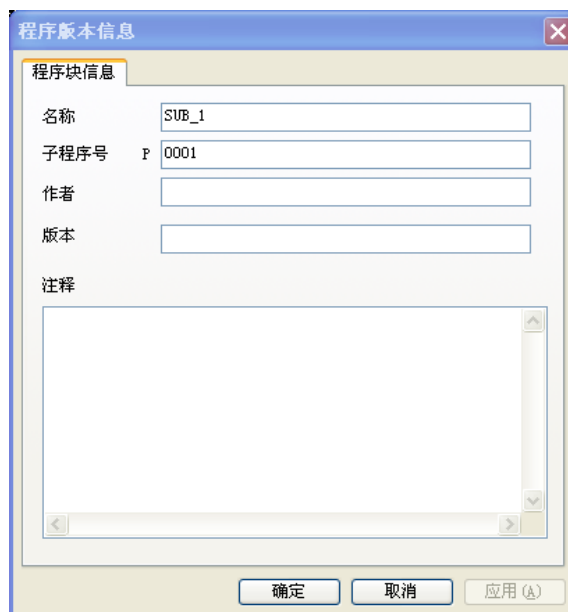 程序版本信息
程序块信息
名称 SUB_1
子程序号 P 0001
作者
版本
注释
确定 取消 应用(A)